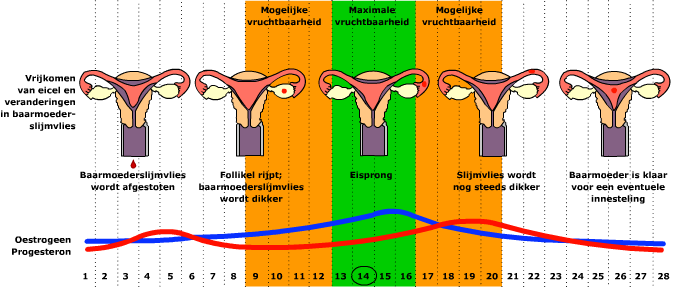 Mogelijke
vruchtbaarheid
Maximale
vruchtbaarheid
Mogelijke
vruchtbaarheid
Vrijkomen
van eicel en
veranderingen
in baarmoeder-
slijmvlies
Baarmoederslijmvlies
wordt afgestoten
Follikel rijpt;
baarmoederslijmvlies
wordt dikker
Eisprong
Slijmvlies wordt
nog steeds dikker
Baarmoeder is klaar
voor een eventuele
innesteling
Oestrogeen
Progesteron
1 2 3 4 5 6 7 8 9 10 11 12 13 14 15 16 17 18 19 20 21 22 23 24 25 26 27 28